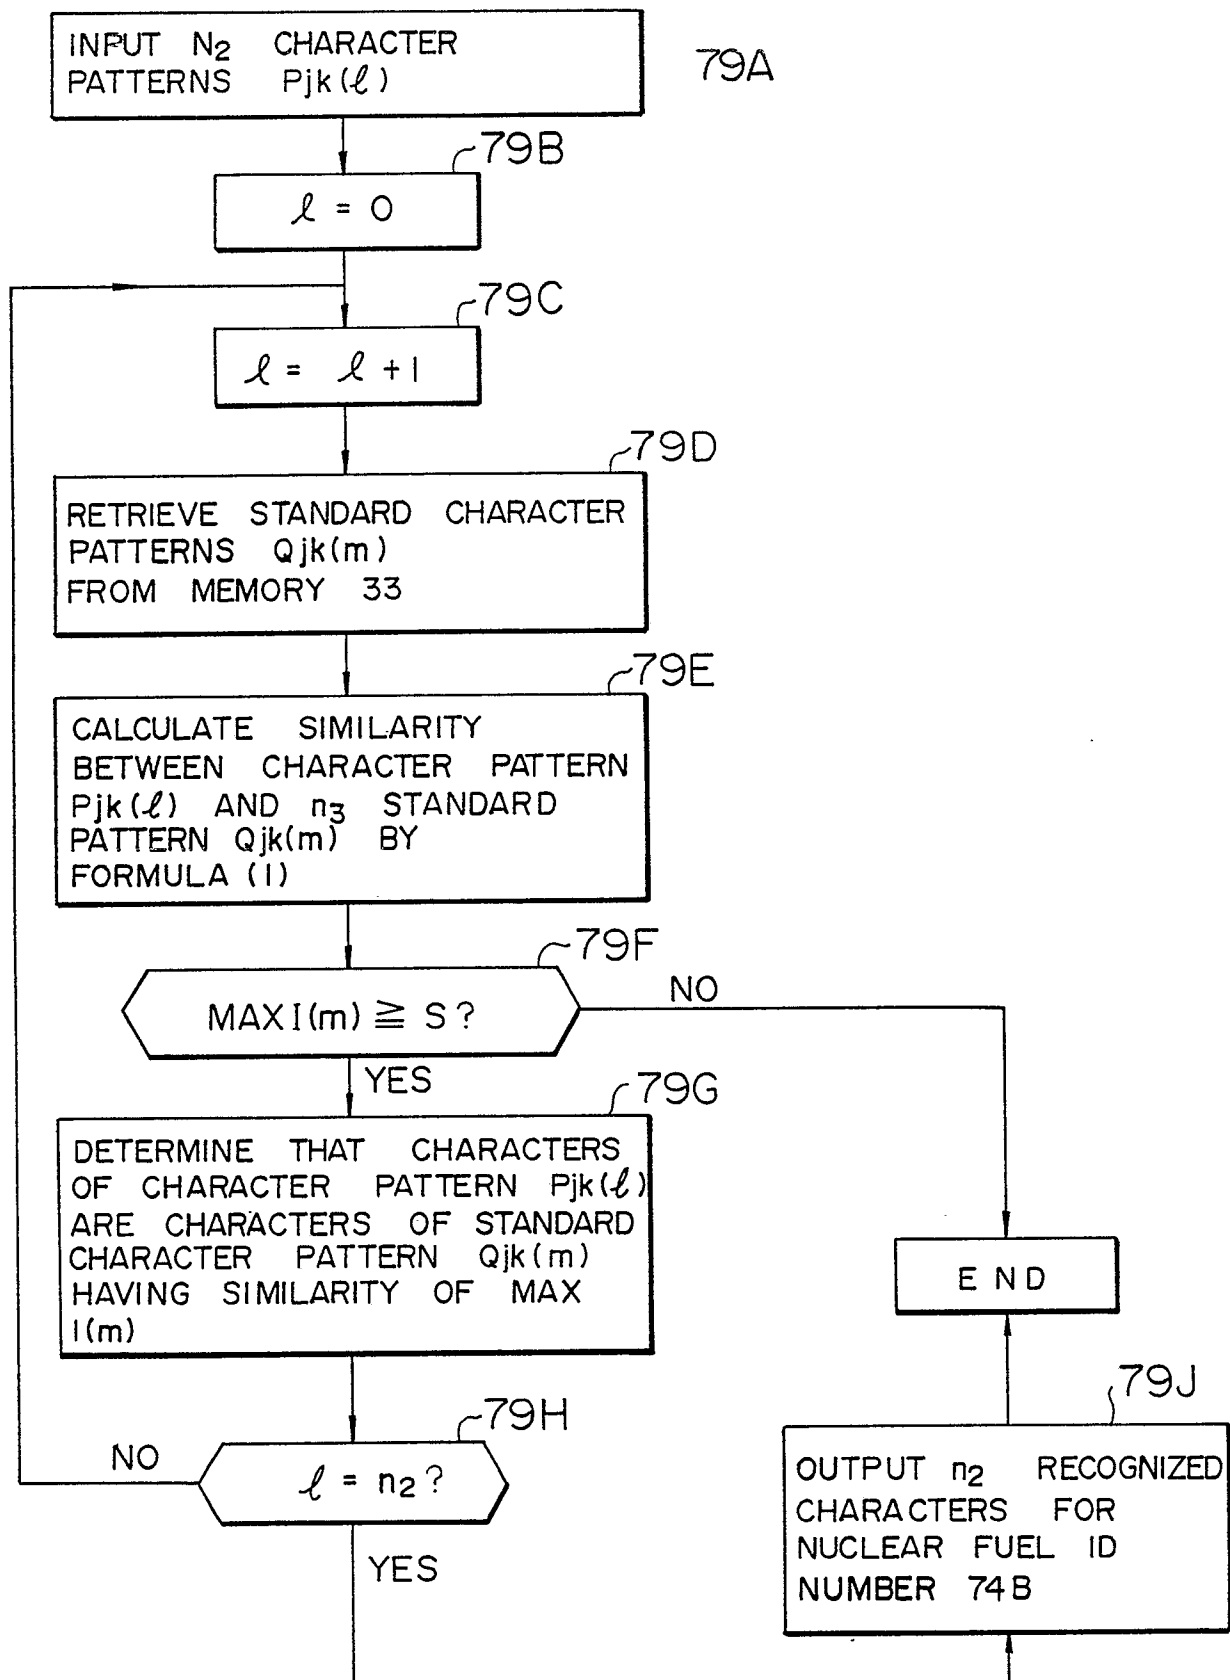 INPUT N2 CHARACTER
PATTERNS Pjk(ℓ)
79A
79B
ℓ = 0
79C
ℓ = ℓ + 1
79D
RETRIEVE STANDARD CHARACTER
PATTERNS Qjk(m)
FROM MEMORY 33
79E
CALCULATE SIMILARITY
BETWEEN CHARACTER PATTERN
Pjk(ℓ) AND n3 STANDARD
PATTERN Qjk(m) BY
FORMULA (1)
79F
MAX I(m) ≧ S?
NO
YES
79G
DETERMINE THAT CHARACTERS
OF CHARACTER PATTERN Pjk(ℓ)
ARE CHARACTERS OF STANDARD
CHARACTER PATTERN Qjk(m)
HAVING SIMILARITY OF MAX
I(m)
END
79H
NO
ℓ = n2?
YES
79J
OUTPUT n2 RECOGNIZED
CHARACTERS FOR
NUCLEAR FUEL ID
NUMBER 74B